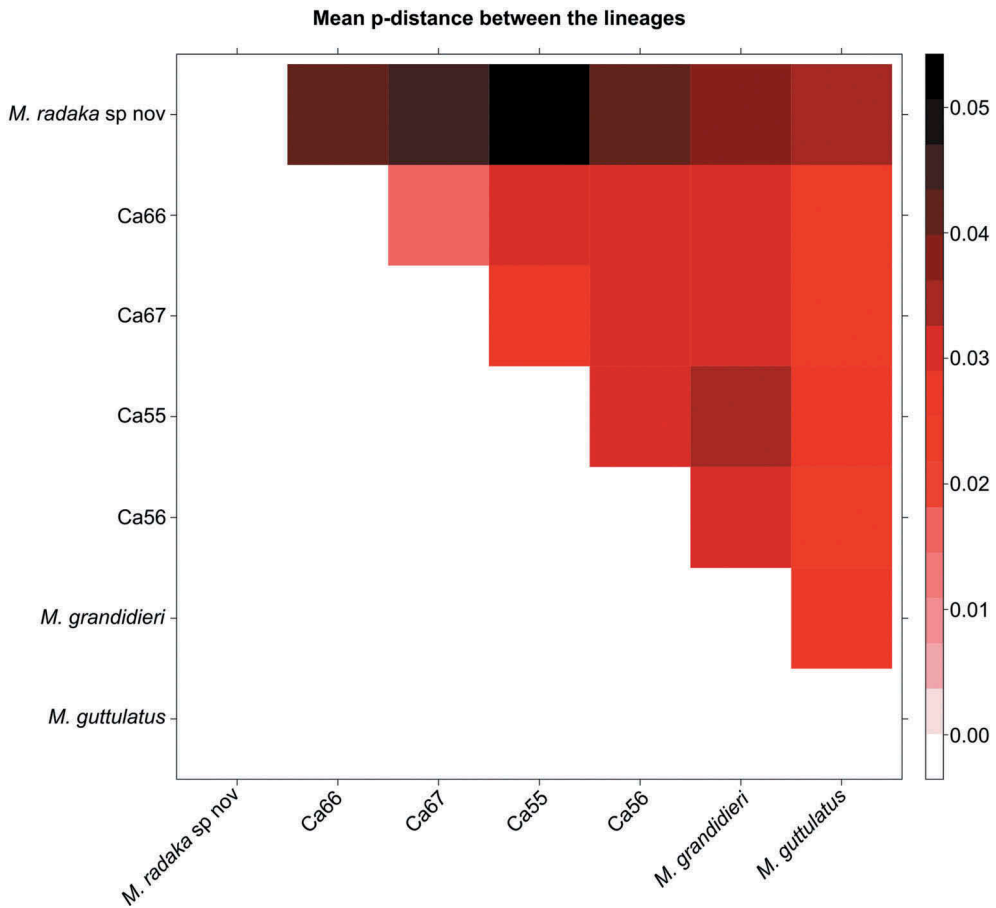 Mean p-distance between the lineages
M. radaka sp nov
Ca66
Ca67
Ca55
Ca56
M. grandidieri
M. guttulatus
0.05
0.04
0.03
0.02
0.01
0.00
M. radaka sp nov
Ca66
Ca67
Ca55
Ca56
M. grandidieri
M. guttulatus